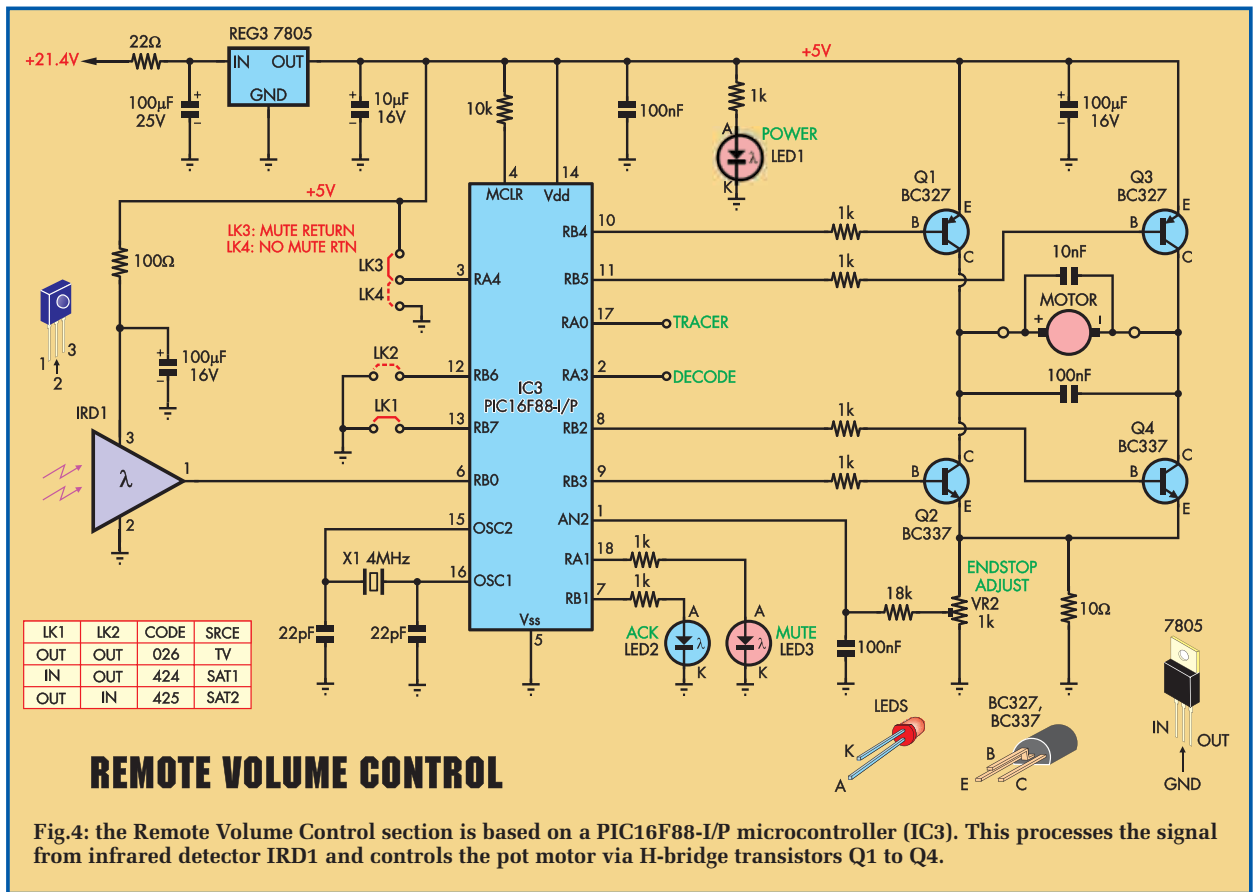 REG3 7805
+21.4V
22Ω
IN OUT
GND
+5V
100µF
25V
10µF
16V
10k
100nF
1k
A
POWER
λ
LED1
K
100µF
16V
+5V
LK3: MUTE RETURN
LK4: NO MUTE RTN
4
14
MCLR
Vdd
Q1
BC327
Q3
BC327
E
B
C
E
B
C
10
RB4
1k
11
RB5
1k
10nF
MOTOR
+
–
100nF
100Ω
LK3
LK4
3
RA4
17
RA0
TRACER
1
2
3
100µF
16V
LK2
12
RB6
2
RA3
DECODE
IC3
PIC16F88-I/P
LK1
13
RB7
8
RB2
1k
IRD1
3
λ
1
2
6
RB0
9
RB3
1k
B
C
E
Q2
BC337
Q4
BC337
B
C
E
15
OSC2
1
AN2
X1 4MHz
16
OSC1
18
RA1
1k
7
RB1
1k
22pF
22pF
Vss
5
ACK
LED2
A
λ
K
A
λ
K
MUTE
LED3
18k
100nF
ENDSTOP
ADJUST
VR2
1k
10Ω
LK1 LK2 CODE SRCE
OUT OUT 026 TV
IN OUT 424 SAT1
OUT IN 425 SAT2
LEDS
K
A
BC327,
BC337
B
E
C
7805
IN
OUT
GND
REMOTE VOLUME CONTROL
Fig.4: the Remote Volume Control section is based on a PIC16F88-I/P microcontroller (IC3). This processes the signal
from infrared detector IRD1 and controls the pot motor via H-bridge transistors Q1 to Q4.